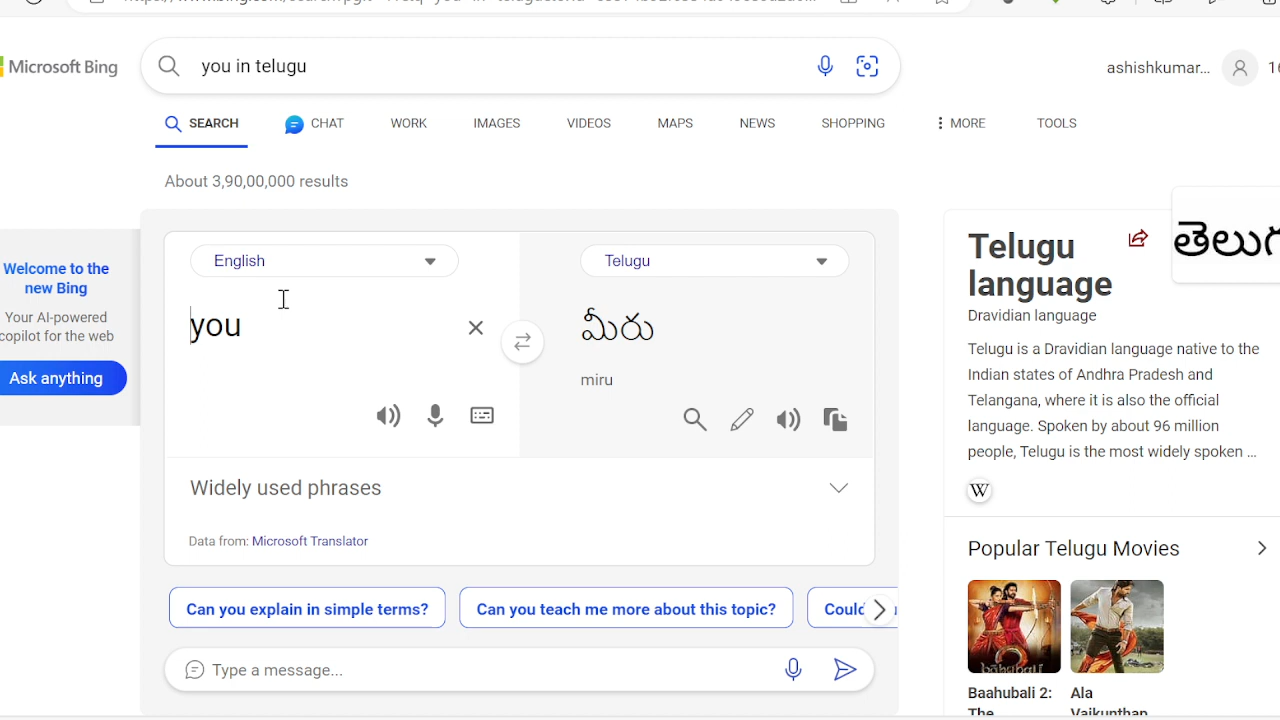 Microsoft Bing
you in telugu
ashishkumar...
SEARCH
CHAT
WORK
IMAGES
VIDEOS
MAPS
NEWS
SHOPPING
MORE
TOOLS
About 3,90,00,000 results
Welcome to the
new Bing
Your AI-powered
copilot for the web
Ask anything
English
you
Telugu
మీరు
miru
Widely used phrases
Data from: Microsoft Translator
Can you explain in simple terms?
Can you teach me more about this topic?
Type a message...
Telugu
language
Dravidian language
Telugu is a Dravidian language native to the
Indian states of Andhra Pradesh and
Telangana, where it is also the official
language. Spoken by about 96 million
people, Telugu is the most widely spoken ...
W
Popular Telugu Movies
Baahubali 2:
The
Ala
Vaikunthap